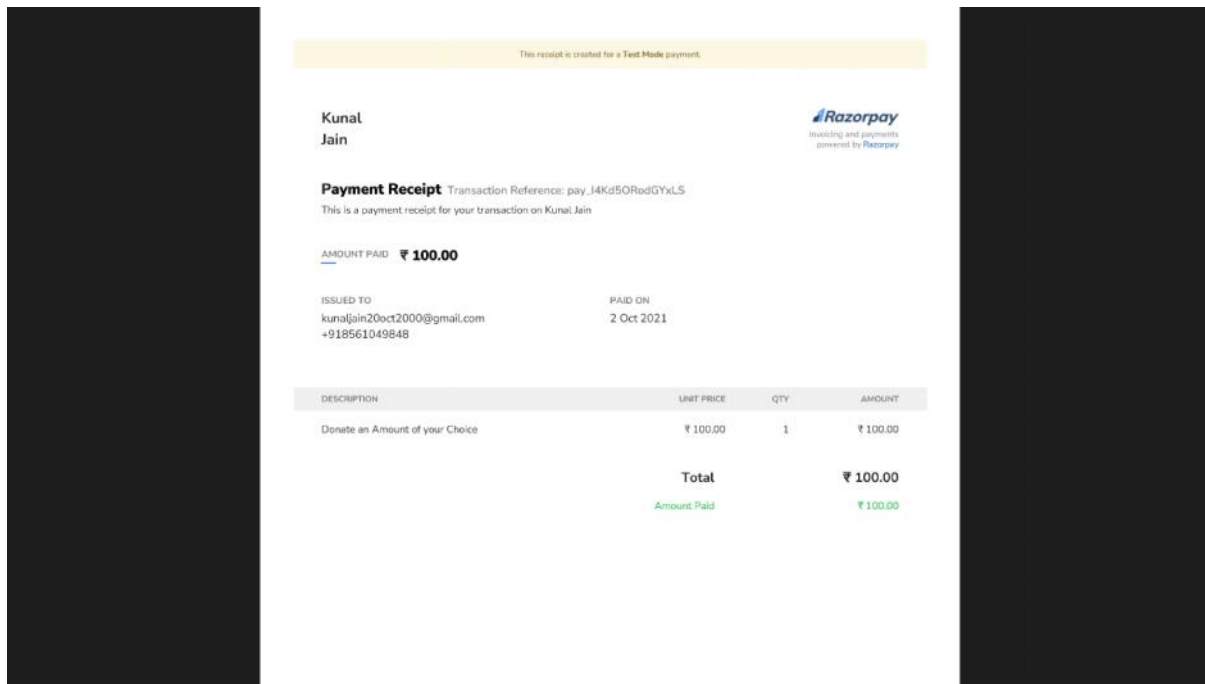 This receipt is created for a Test Mode payment.
Kunal
Jain
Razorpay
Invoicing and payments
powered by Razorpay
Payment Receipt Transaction Reference: pay_I4Kd5ORodGYxLS
This is a payment receipt for your transaction on Kunal Jain
AMOUNT PAID ₹ 100.00
ISSUED TO PAID ON
kunaljain20oct2000@gmail.com 2 Oct 2021
+918561049848
DESCRIPTION UNIT PRICE QTY AMOUNT
Donate an Amount of your Choice ₹ 100.00 1 ₹ 100.00
Total ₹ 100.00
Amount Paid ₹ 100.00